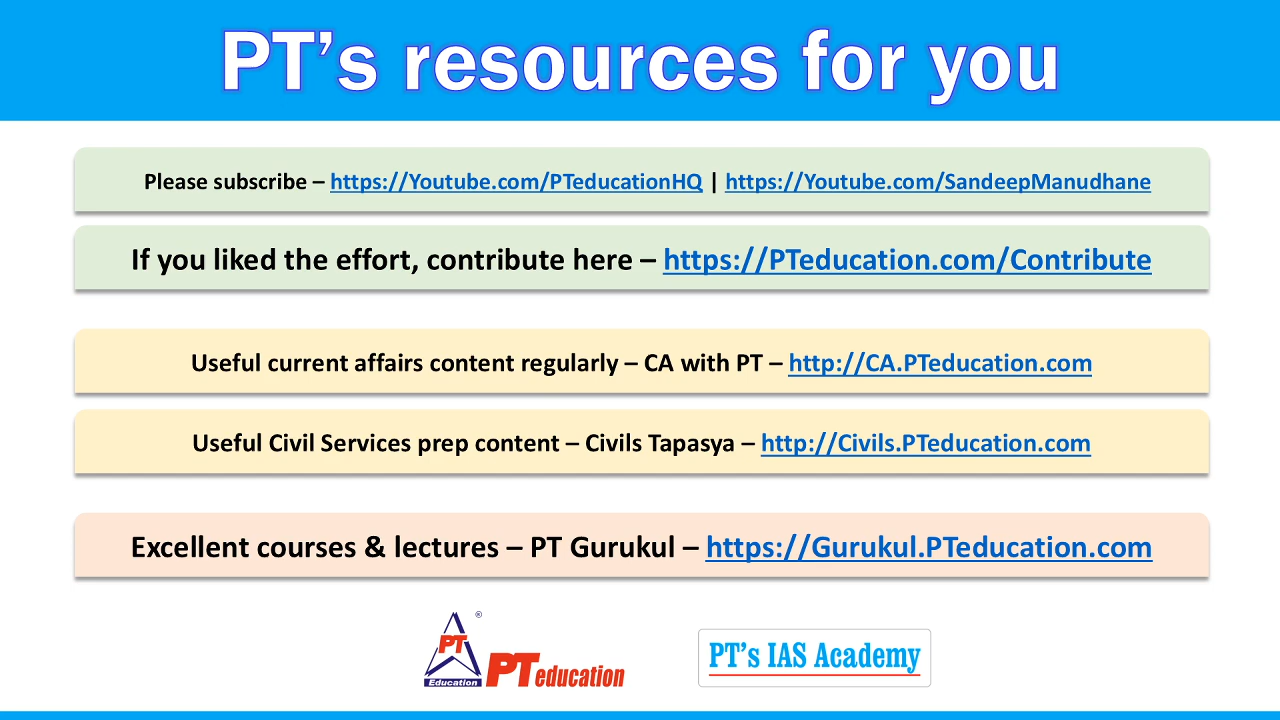 PT’s resources for you
Please subscribe – https://Youtube.com/PTeducationHQ | https://Youtube.com/SandeepManudhane
If you liked the effort, contribute here – https://PTeducation.com/Contribute
Useful current affairs content regularly – CA with PT – http://CA.PTeducation.com
Useful Civil Services prep content – Civils Tapasya – http://Civils.PTeducation.com
Excellent courses & lectures – PT Gurukul – https://Gurukul.PTeducation.com
PT ®
Education
PT education
PT’s IAS Academy